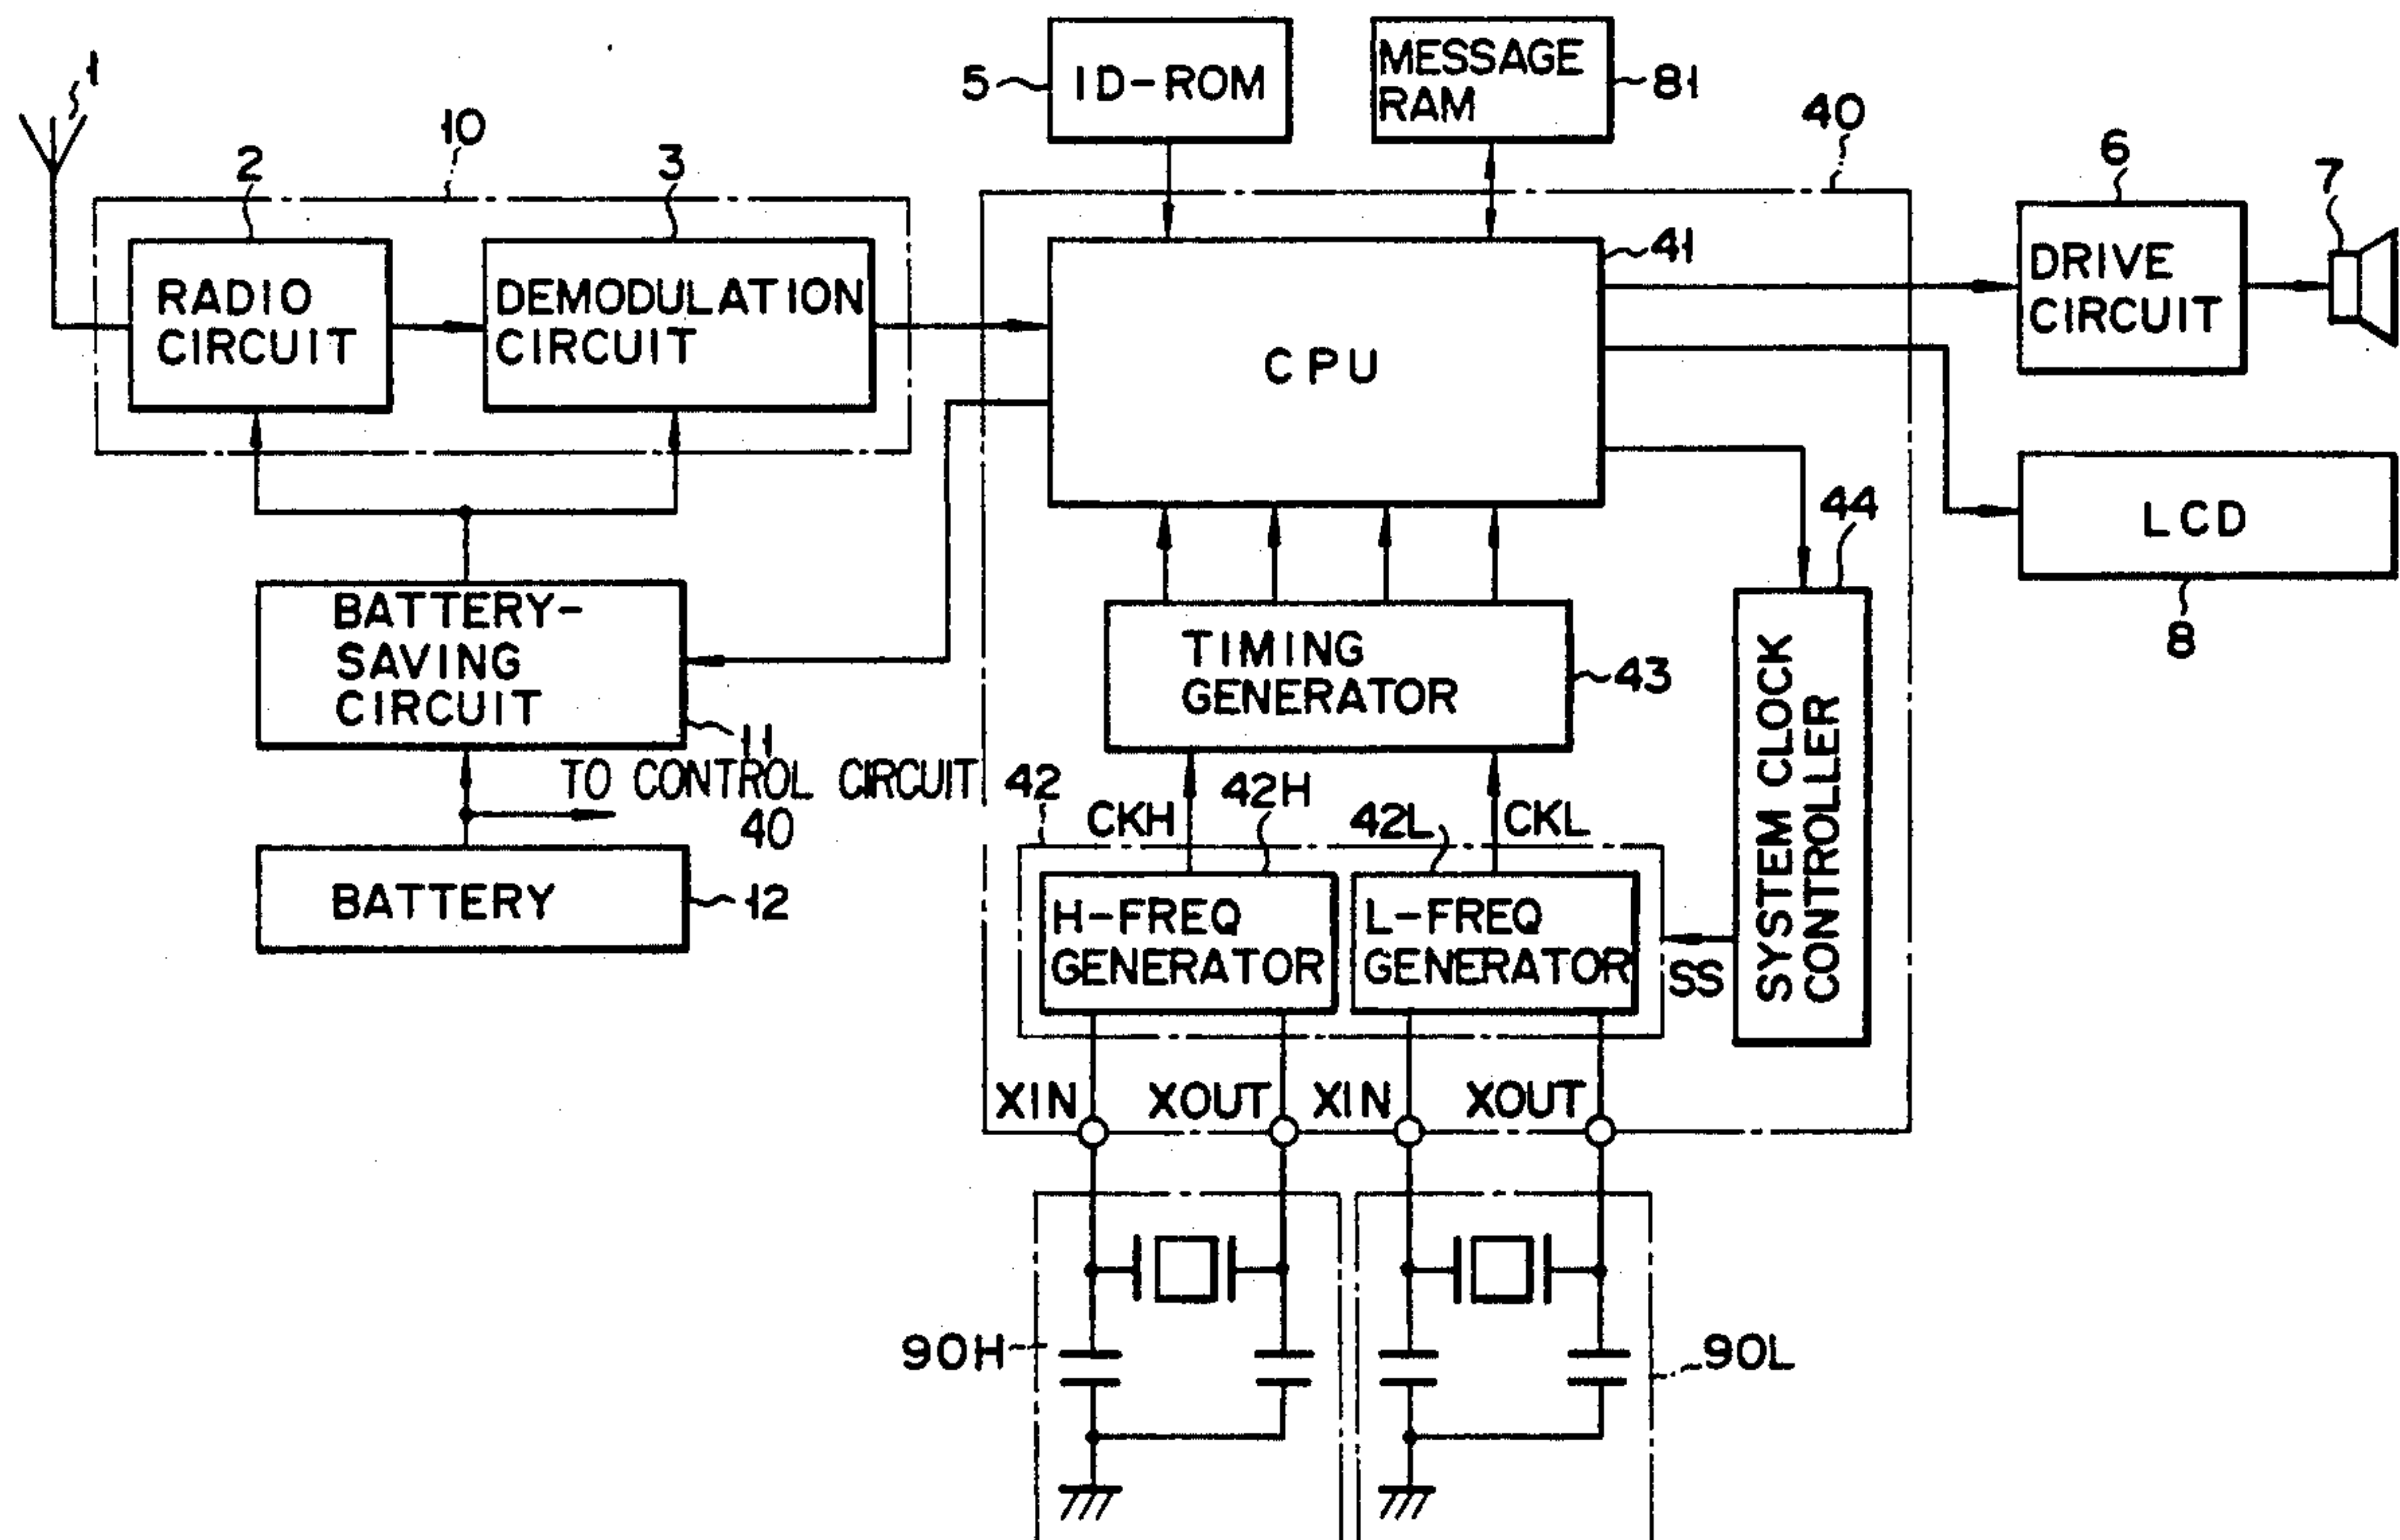 1
10
2
3
RADIO
CIRCUIT
DEMODULATION
CIRCUIT
5
ID-ROM
MESSAGE
RAM
81
40
41
CPU
6
DRIVE
CIRCUIT
7
LCD
8
BATTERY-
SAVING
CIRCUIT
11
TO CONTROL CIRCUIT
40
BATTERY
12
TIMING
GENERATOR
43
44
SYSTEM CLOCK
CONTROLLER
42
CKH
42H
42L
CKL
H-FREQ
GENERATOR
L-FREQ
GENERATOR
SS
XIN
XOUT
XIN
XOUT
90H
90L